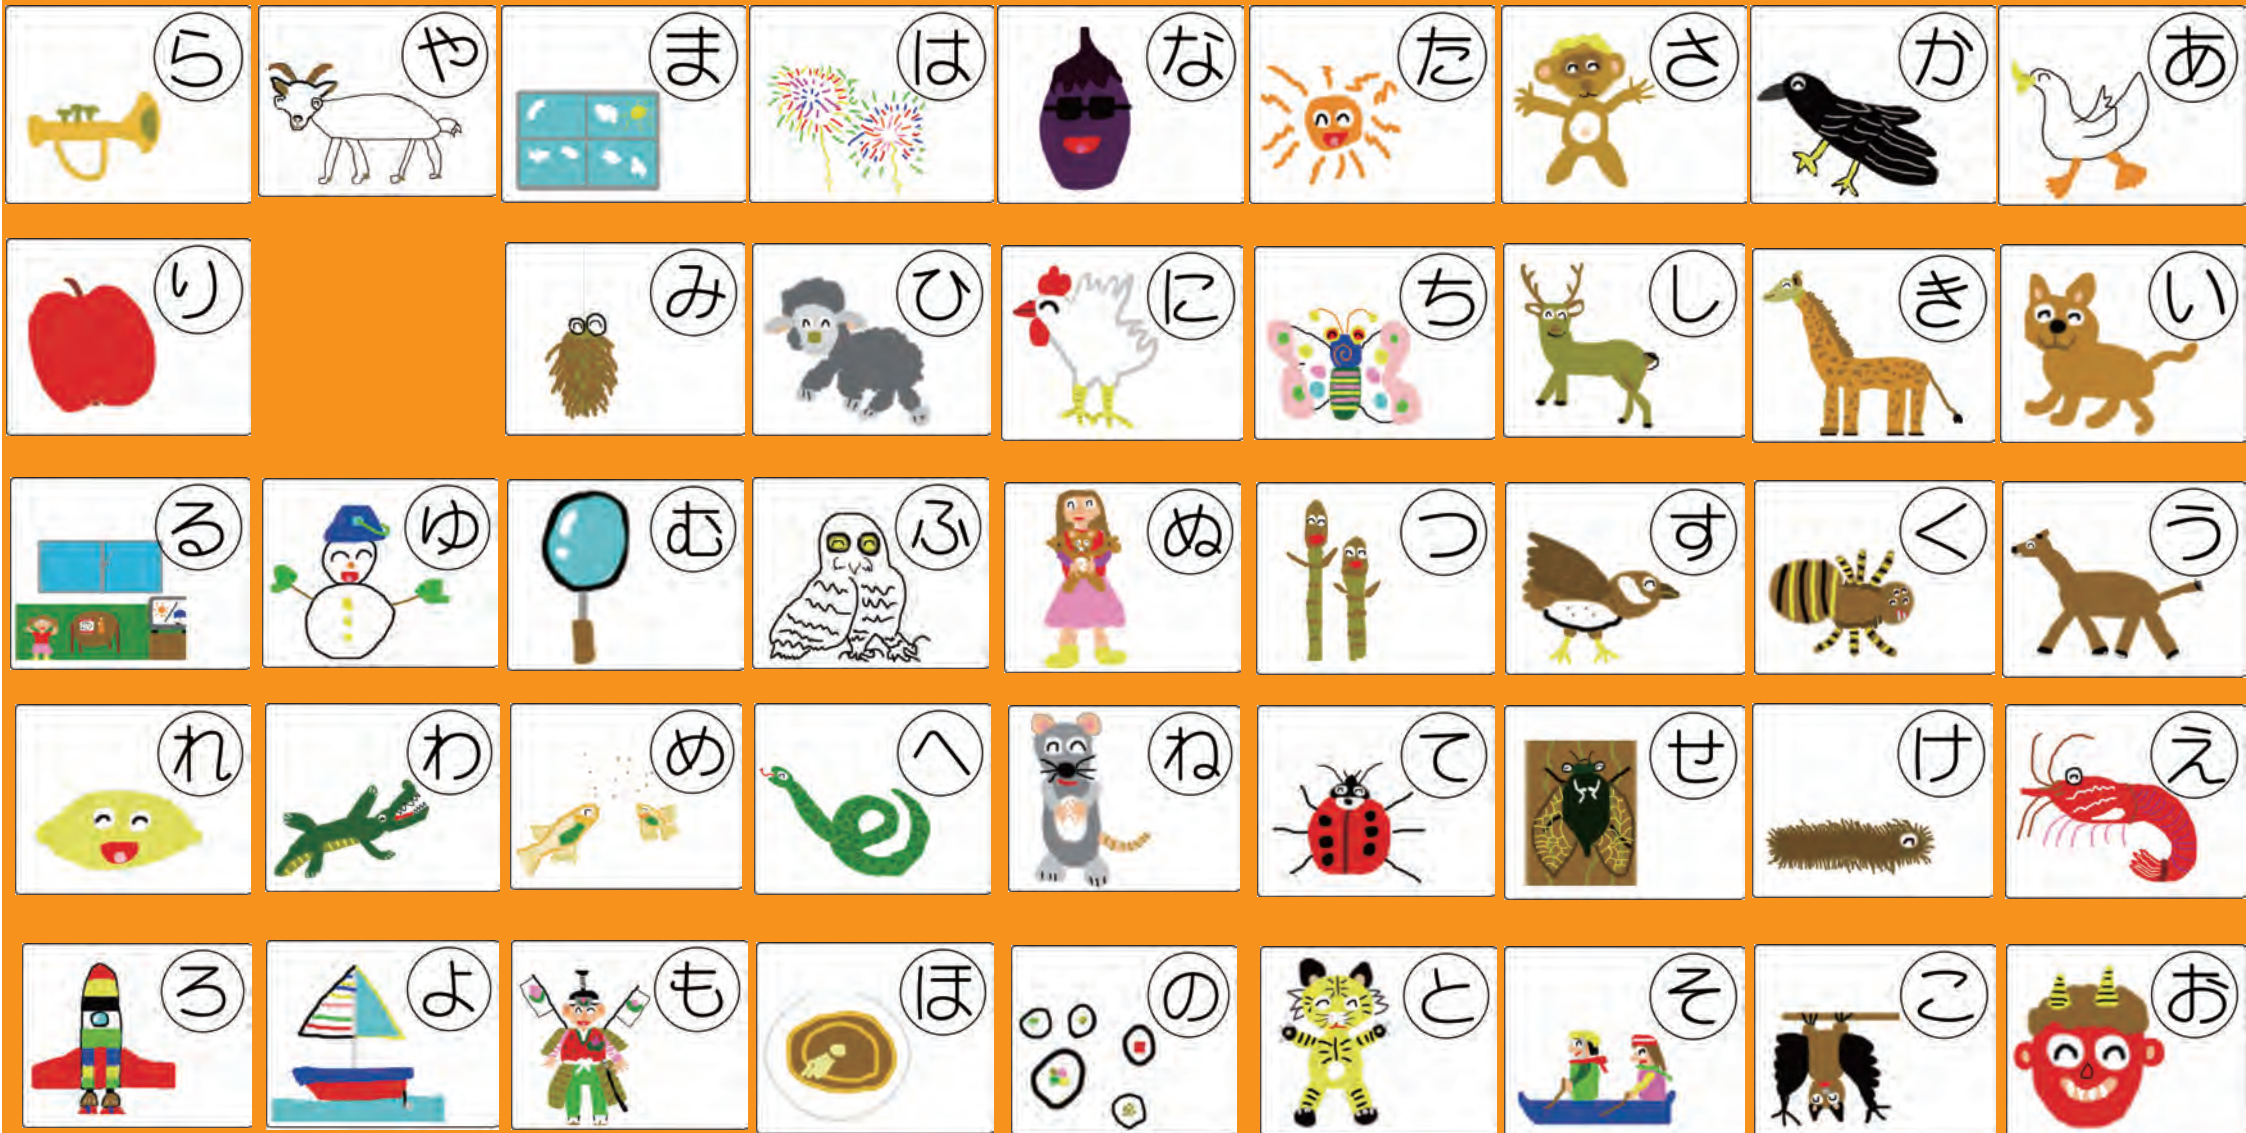 あいうえお
かきくけこ
さしすせそ
たちつてと
なにぬねの
はひふへほ
まみむめも
やゆわよ
らりるれろ